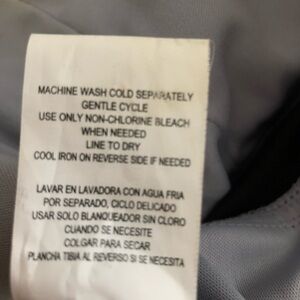 MACHINE WASH COLD SEPARATELY
GENTLE CYCLE
USE ONLY NON-CHLORINE BLEACH
WHEN NEEDED
LINE TO DRY
COOL IRON ON REVERSE SIDE IF NEEDED
LAVAR EN LAVADORA CON AGUA FRIA
POR SEPARADO, CICLO DELICADO
USAR SOLO BLANQUEADOR SIN CLORO
CUANDO SE NECESITE
COLGAR PARA SECAR
PLANCHA TIBIA AL REVERSO SI SE NECESITA